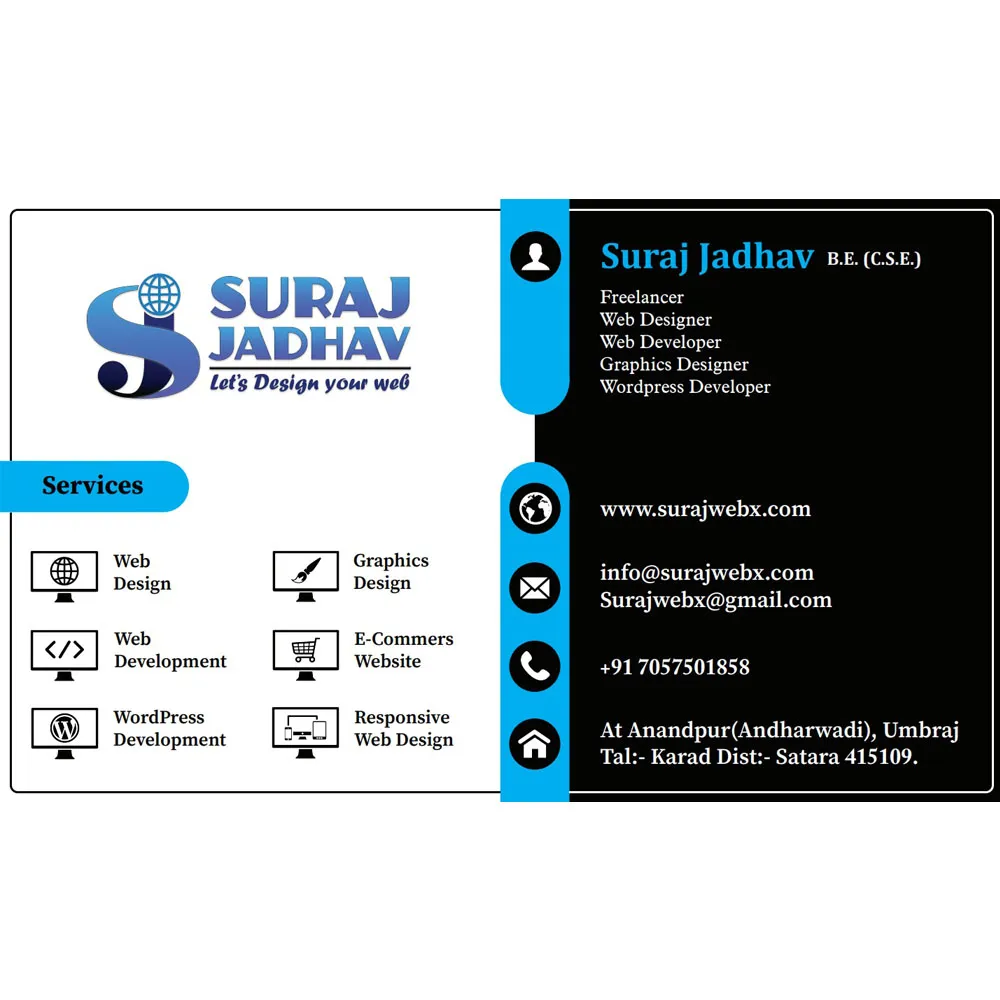 SURAJ
JADHAV
Let's Design your web
Services
Web
Design
Graphics
Design
Web
Development
E-Commers
Website
WordPress
Development
Responsive
Web Design
Suraj Jadhav B.E. (C.S.E.)
Freelancer
Web Designer
Web Developer
Graphics Designer
Wordpress Developer
www.surajwebx.com
info@surajwebx.com
Surajwebx@gmail.com
+91 7057501858
At Anandpur(Andharwadi), Umbraj
Tal:- Karad Dist:- Satara 415109.